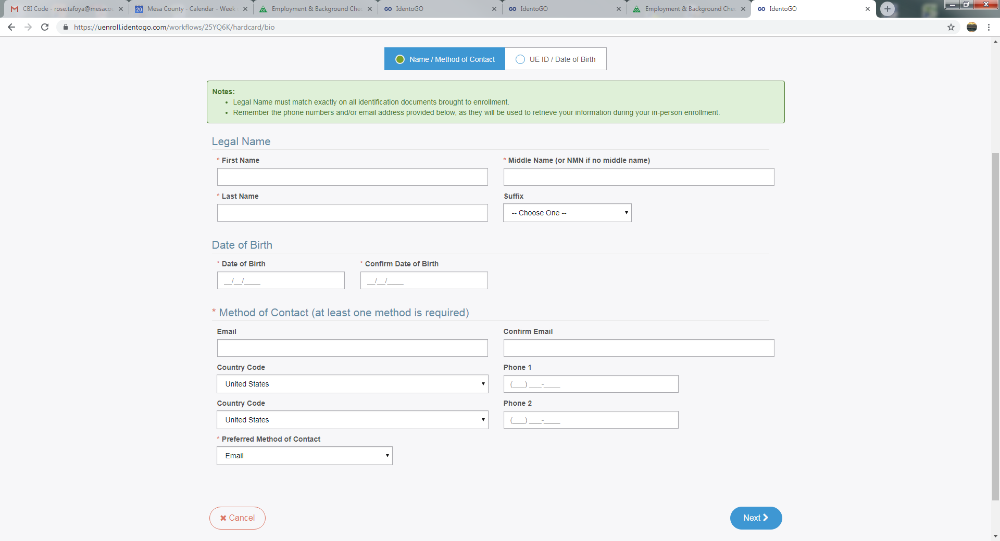 CBI Code - rose.tafoya@mesacou
20 Mesa County - Calendar - Week
Employment & Background Chec
GO IdentoGO
GO IdentoGO
Employment & Background Chec
GO IdentoGO
https://uenroll.identogo.com/workflows/25YQ6K/hardcard/bio
Name / Method of Contact
UE ID / Date of Birth
Notes:
• Legal Name must match exactly on all identification documents brought to enrollment.
• Remember the phone numbers and/or email address provided below, as they will be used to retrieve your information during your in-person enrollment.
Legal Name
* First Name
* Middle Name (or NMN if no middle name)
* Last Name
Suffix
-- Choose One --
Date of Birth
* Date of Birth
* Confirm Date of Birth
__/__/____
__/__/____
* Method of Contact (at least one method is required)
Email
Confirm Email
Country Code
Phone 1
United States
(___) ___-____
Country Code
Phone 2
United States
(___) ___-____
* Preferred Method of Contact
Email
Cancel
Next